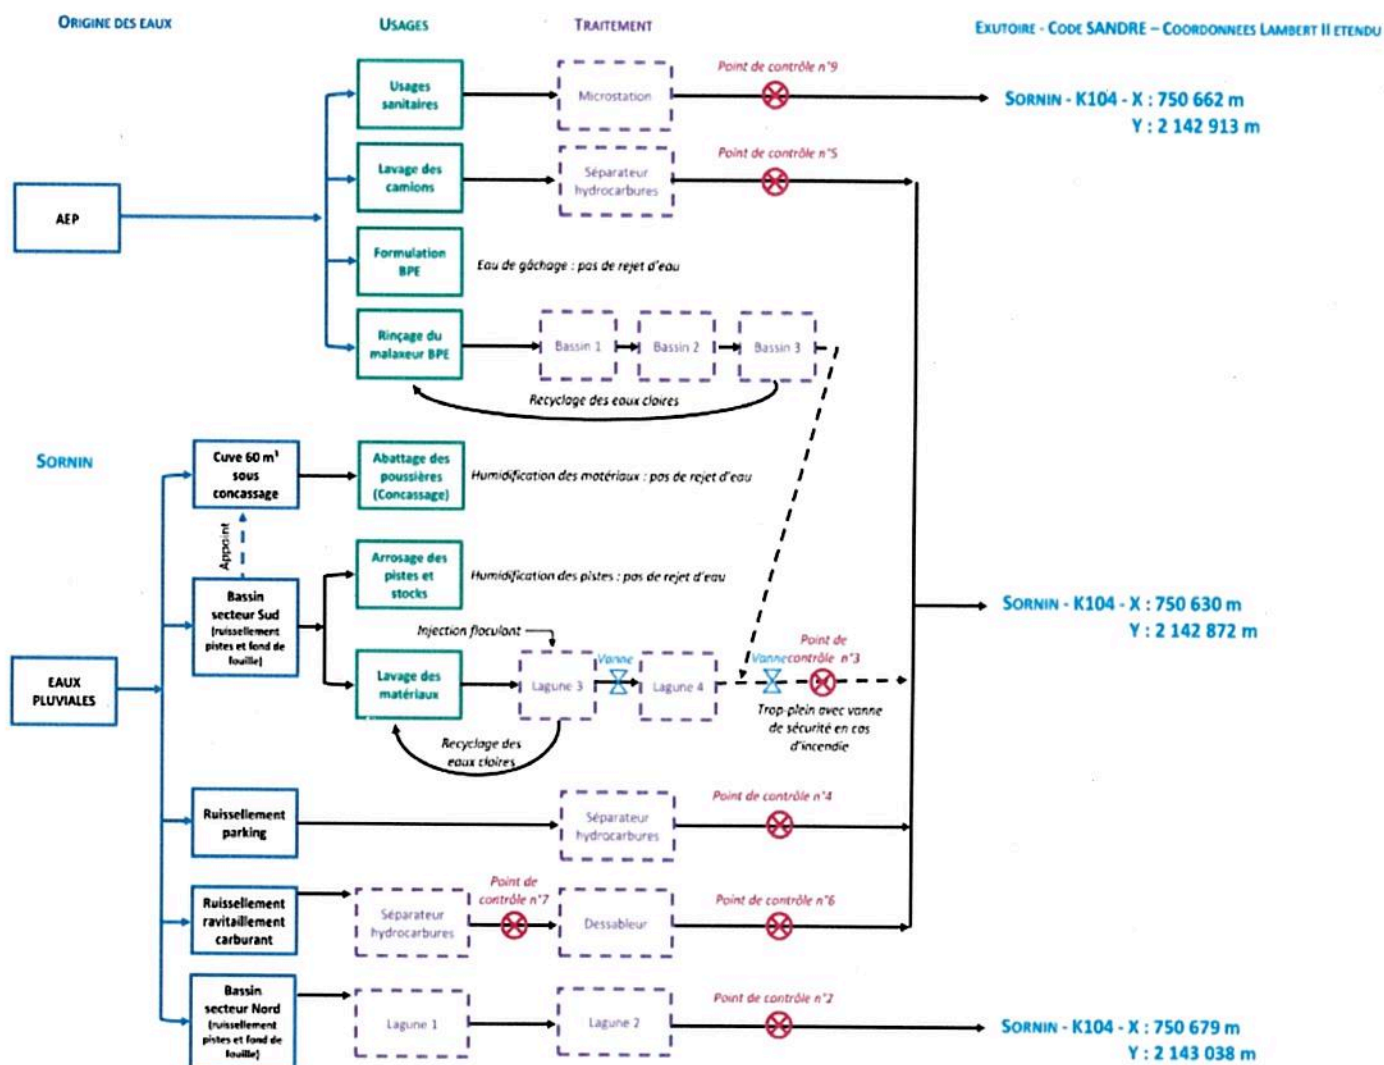 ORIGINE DES EAUX
USAGES
TRAITEMENT
EXUTOIRE - CODE SANDRE – COORDONNEES LAMBERT II ETENDU
Usages
sanitaires
Microstation
Point de contrôle n°9
SORNIN - K104 - X : 750 662 m
Y : 2 142 913 m
AEP
Lavage des
camions
Séparateur
hydrocarbures
Point de contrôle n°5
Formulation
BPE
Eau de gâchage : pas de rejet d'eau
Rinçage du
malaxeur BPE
Bassin 1
Bassin 2
Bassin 3
Recyclage des eaux claires
SORNIN
Cuve 60 m³
sous
concassage
Abattage des
poussières
(Concassage)
Humidification des matériaux : pas de rejet d'eau
Appoint
Bassin
secteur Sud
(ruissellement
pistes et fond de
fouille)
Arrosage des
pistes et
stocks
Humidification des pistes : pas de rejet d'eau
Injection floculant
EAUX
PLUVIALES
Lavage des
matériaux
Lagune 3
Vanne
Lagune 4
Vanne
Point de
contrôle n°3
Trop-plein avec vanne
de sécurité en cas
d'incendie
Recyclage des
eaux claires
SORNIN - K104 - X : 750 630 m
Y : 2 142 872 m
Ruissellement
parking
Séparateur
hydrocarbures
Point de contrôle n°4
Ruissellement
ravitaillement
carburant
Séparateur
hydrocarbures
Point de
contrôle n°7
Dessableur
Point de contrôle n°6
Bassin
secteur Nord
(ruissellement
pistes et fond de
fouille)
Lagune 1
Lagune 2
Point de contrôle n°2
SORNIN - K104 - X : 750 679 m
Y : 2 143 038 m